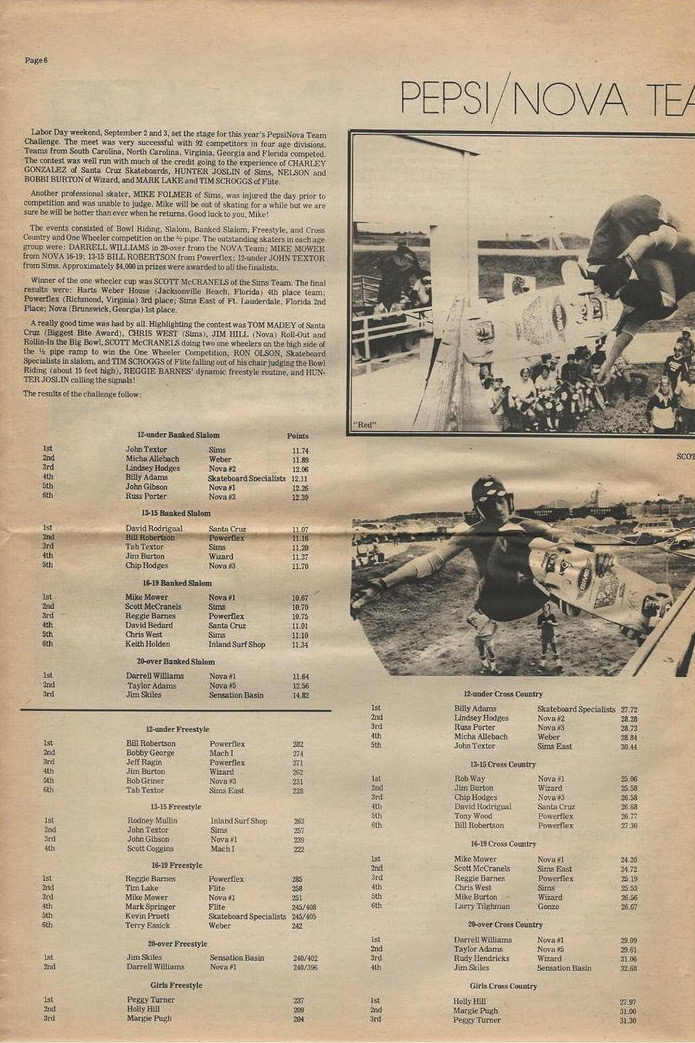 Page 6
PEPSI/NOVA TEA
Labor Day weekend, September 2 and 3, set the stage for this year's PepsiNova Team
Challenge. The meet was very successful with 92 competitors in four age divisions.
Teams from South Carolina, North Carolina, Virginia, Georgia and Florida competed.
The contest was well run with much of the credit going to the experience of CHARLEY
GONZALEZ of Santa Cruz Skateboards, HUNTER JOSLIN of Sims, NELSON and
BOBBI BURTON of Wizard, and MARK LAKE and TIM SCROGGS of Flite.
Another professional skater, MIKE FOLMER of Sims, was injured the day prior to
competition and was unable to judge. Mike will be out of skating for a while but we are
sure he will be hotter than ever when he returns. Good luck to you, Mike!
The events consisted of Bowl Riding, Slalom, Banked Slalom, Freestyle, and Cross
Country and One Wheeler competition on the ½ pipe. The outstanding skaters in each age
group were: DARRELL WILLIAMS in 20-over from the NOVA Team; MIKE MOWER
from NOVA 16-19; 13-15 BILL ROBERTSON from Powerflex; 12-under JOHN TEXTOR
from Sims. Approximately $4,000 in prizes were awarded to all the finalists.
Winner of the one wheeler cup was SCOTT McCRANELS of the Sims Team. The final
results were: Harts Weber House (Jacksonville Beach, Florida) 4th place team;
Powerflex (Richmond, Virginia) 3rd place; Sims East of Ft. Lauderdale, Florida 2nd
Place; Nova (Brunswick, Georgia) 1st place.
A really good time was had by all. Highlighting the contest was TOM MADEY of Santa
Cruz (Biggest Bite Award), CHRIS WEST (Sims), JIM HILL (Nova) Roll-Out and
Rollin-In the Big Bowl, SCOTT McCRANELS doing two one wheelers on the high side of
the ½ pipe ramp to win the One Wheeler Competition, RON OLSON, Skateboard
Specialists in slalom, and TIM SCROGGS of Flite falling out of his chair judging the Bowl
Riding (about 15 feet high), REGGIE BARNES' dynamic freestyle routine, and HUN-
TER JOSLIN calling the signals!
The results of the challenge follow:
12-under Banked Slalom Points
1st John Textor Sims 11.74
2nd Micha Allebach Weber 11.89
3rd Lindsey Hodges Nova #2 12.06
4th Billy Adams Skateboard Specialists 12.11
5th John Gibson Nova #1 12.26
6th Russ Porter Nova #3 12.39
13-15 Banked Slalom
1st David Rodrigual Santa Cruz 11.07
2nd Bill Robertson Powerflex 11.16
3rd Tab Textor Sims 11.20
4th Jim Burton Wizard 11.37
5th Chip Hodges Nova #3 11.70
16-19 Banked Slalom
1st Mike Mower Nova #1 10.67
2nd Scott McCranels Sims 10.70
3rd Reggie Barnes Powerflex 10.75
4th David Bedard Santa Cruz 11.01
5th Chris West Sims 11.10
6th Keith Holden Inland Surf Shop 11.34
20-over Banked Slalom
1st Darrell Williams Nova #1 11.64
2nd Taylor Adams Nova #5 12.56
3rd Jim Skiles Sensation Basin 14.82
12-under Freestyle
1st Bill Robertson Powerflex 282
2nd Bobby George Mach I 274
3rd Jeff Ragin Powerflex 271
4th Jim Burton Wizard 262
5th Bob Griner Nova #3 231
6th Tab Textor Sims East 228
13-15 Freestyle
1st Rodney Mullin Inland Surf Shop 263
2nd John Textor Sims 257
3rd John Gibson Nova #1 239
4th Scott Coggins Mach I 222
16-19 Freestyle
1st Reggie Barnes Powerflex 285
2nd Tim Lake Flite 258
3rd Mike Mower Nova #1 251
4th Mark Springer Flite 245/408
5th Kevin Pruett Skateboard Specialists 245/405
6th Terry Essick Weber 242
20-over Freestyle
1st Jim Skiles Sensation Basin 240/402
2nd Darrell Williams Nova #1 240/396
Girls Freestyle
1st Peggy Turner 237
2nd Holly Hill 209
3rd Margie Pugh 204
"Red"
SCOT
12-under Cross Country
1st Billy Adams Skateboard Specialists 27.72
2nd Lindsey Hodges Nova #2 28.28
3rd Russ Porter Nova #3 28.73
4th Micha Allebach Weber 28.84
5th John Textor Sims East 30.44
13-15 Cross Country
1st Rob Way Nova #1 25.06
2nd Jim Burton Wizard 25.58
3rd Chip Hodges Nova #3 26.58
4th David Rodrigual Santa Cruz 26.68
5th Tony Wood Powerflex 26.77
6th Bill Robertson Powerflex 27.30
16-19 Cross Country
1st Mike Mower Nova #1 24.20
2nd Scott McCranels Sims East 24.72
3rd Reggie Barnes Powerflex 25.19
4th Chris West Sims 25.53
5th Mike Burton Wizard 26.56
6th Larry Tilghman Gonzo 26.67
20-over Cross Country
1st Darrell Williams Nova #1 29.09
2nd Taylor Adams Nova #5 29.61
3rd Rudy Hendricks Wizard 31.06
4th Jim Skiles Sensation Basin 32.68
Girls Cross Country
1st Holly Hill 27.97
2nd Margie Pugh 31.00
3rd Peggy Turner 31.30